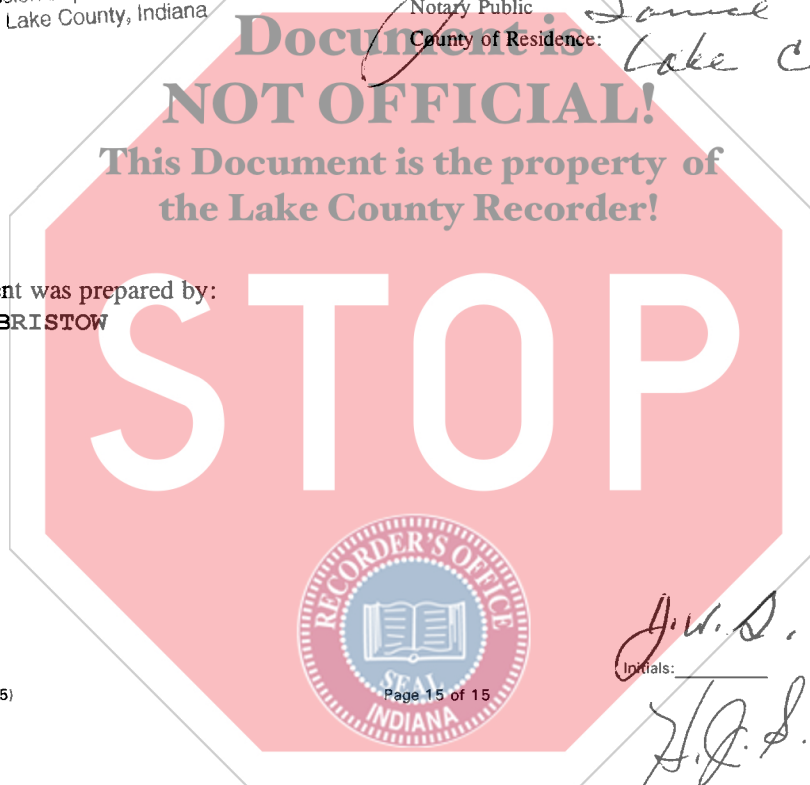 Lake County, Indiana
Notary Public
County of Residence: Lake C
Document is
NOT OFFICIAL!
This Document is the property of
the Lake County Recorder!
nt was prepared by:
BRISTOW
STOP
RECORDER'S OFFICE
SEAL
INDIANA
J.W.S.
Initials:
H.J.S.
5)
Page 15 of 15